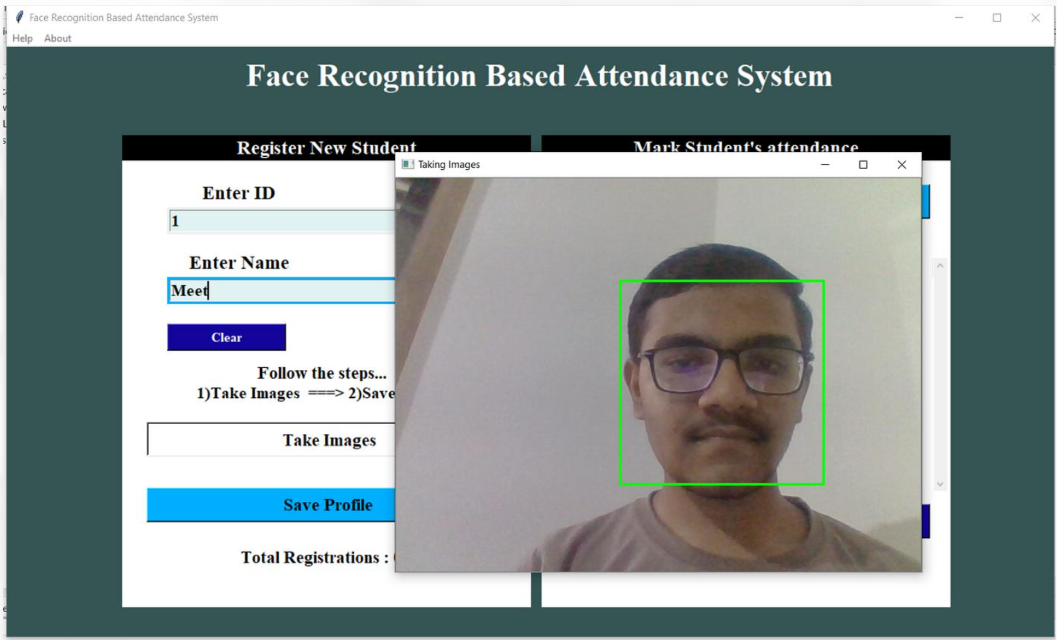 Face Recognition Based Attendance System
Help About
Face Recognition Based Attendance System
Register New Student
Mark Student's attendance
Taking Images
Enter ID
1
Enter Name
Meet
Clear
Follow the steps...
1)Take Images ===> 2)Save
Take Images
Save Profile
Total Registrations :